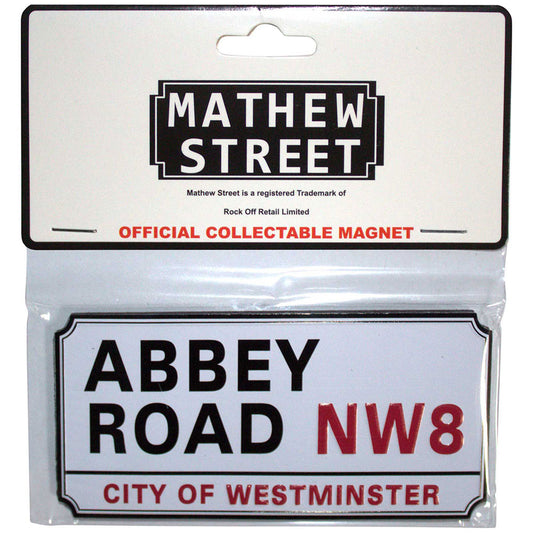 MATHEW
STREET
Mathew Street is a registered Trademark of
Rock Off Retail Limited
OFFICIAL COLLECTABLE MAGNET
ABBEY
ROAD NW8
CITY OF WESTMINSTER